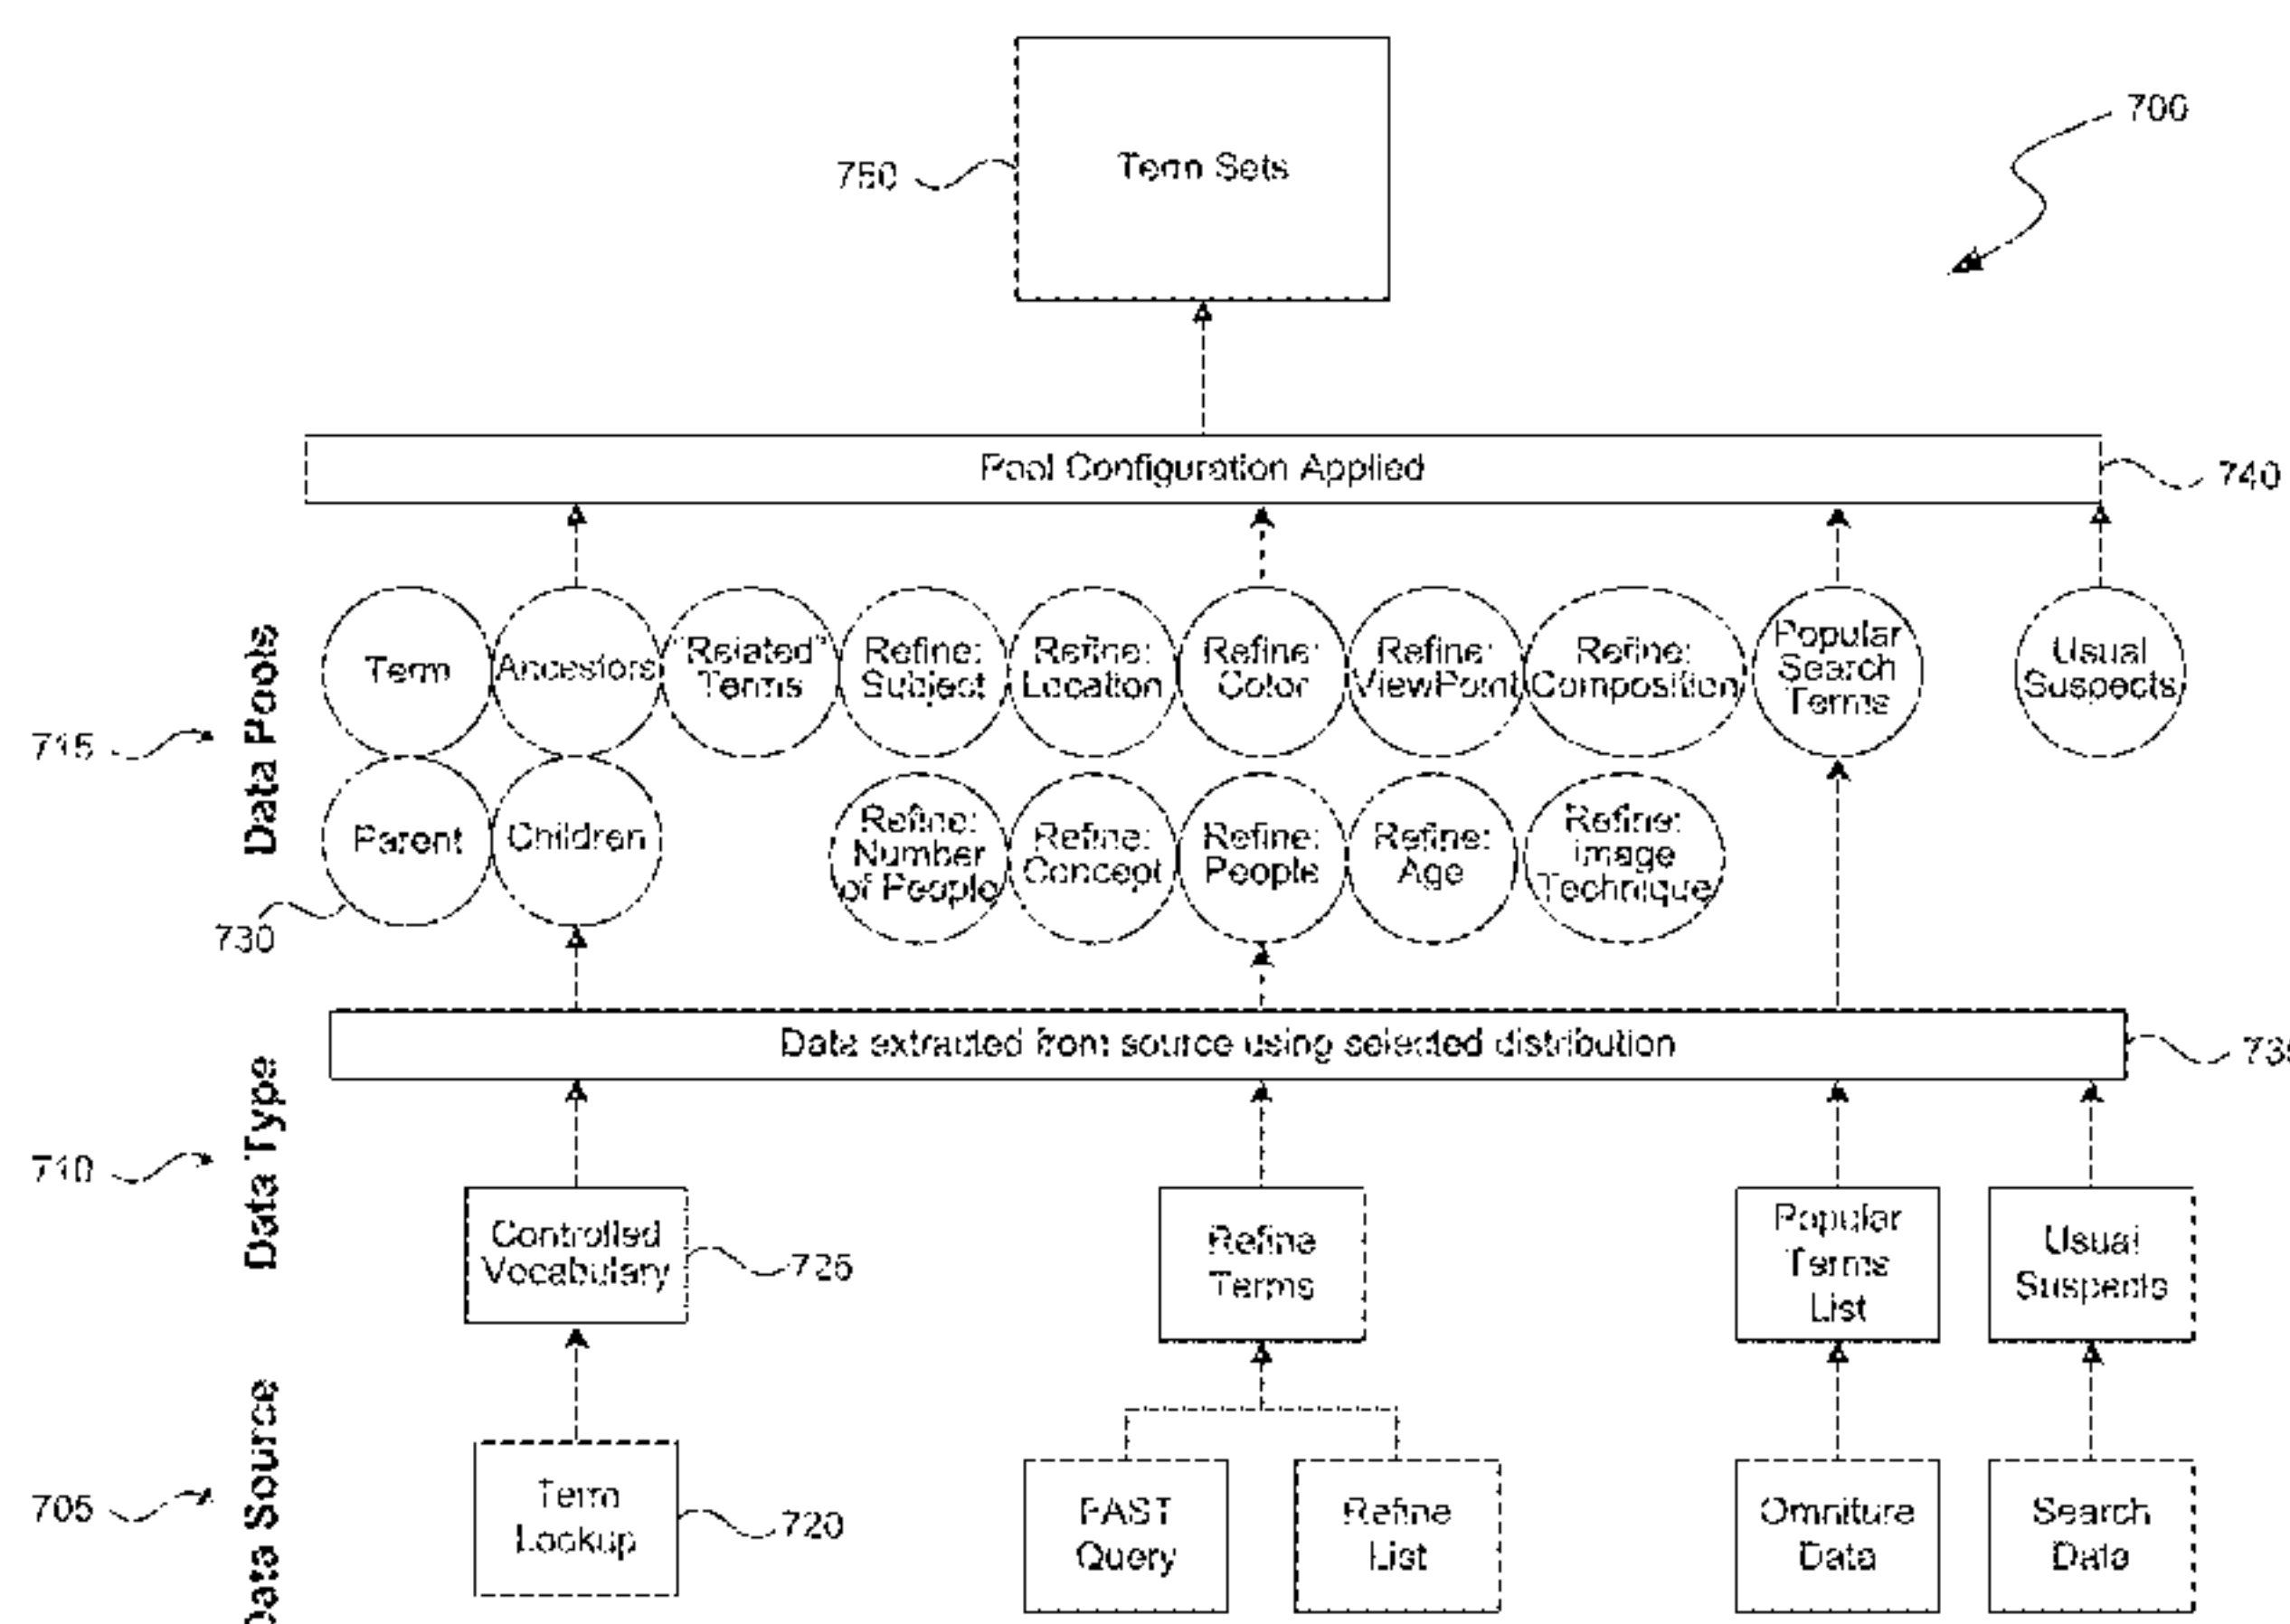 700
750
Term Sets
Pool Configuration Applied
740
Data Pools
715
Term
Ancestors
"Related"
Terms
Refine:
Subject
Refine:
Location
Refine:
Color
Refine:
ViewPoint
Refine:
Composition
Popular
Search
Terms
Usual
Suspects
Parent
Children
Refine:
Number
of People
Refine:
Concept
Refine:
People
Refine:
Age
Refine:
Image
Technique
730
Data extracted from source using selected distribution
Data Type
710
Controlled
Vocabulary
725
Refine
Terms
Popular
Terms
List
Usual
Suspects
Data Source
705
Term
Lookup
720
FAST
Query
Refine
List
Omniture
Data
Search
Data